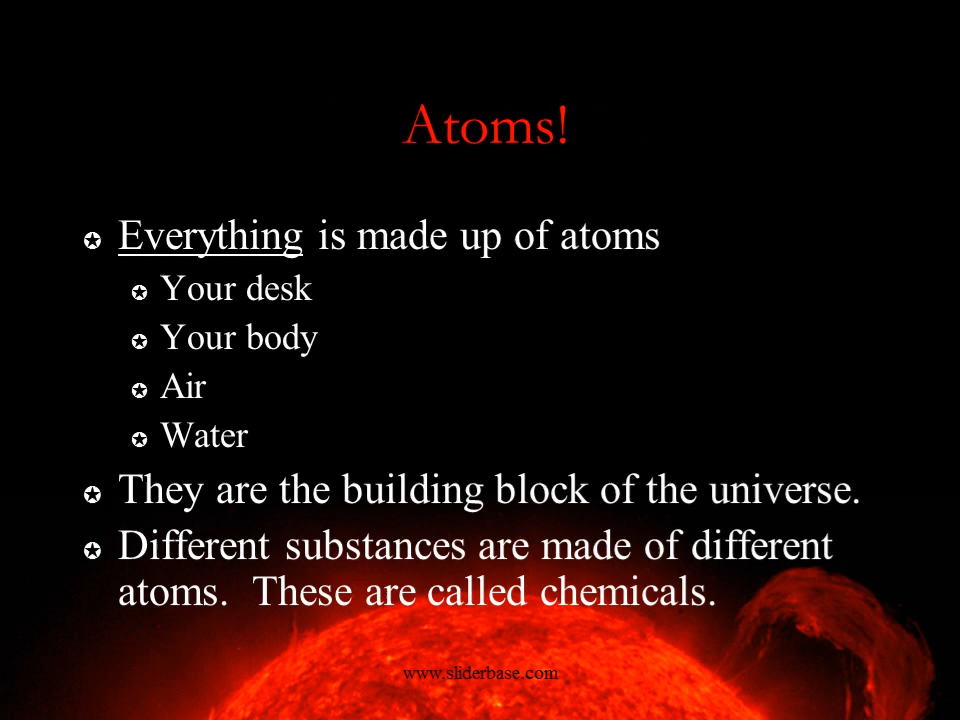 Atoms!
Everything is made up of atoms
Your desk
Your body
Air
Water
They are the building block of the universe.
Different substances are made of different
atoms.  These are called chemicals.
www.sliderbase.com